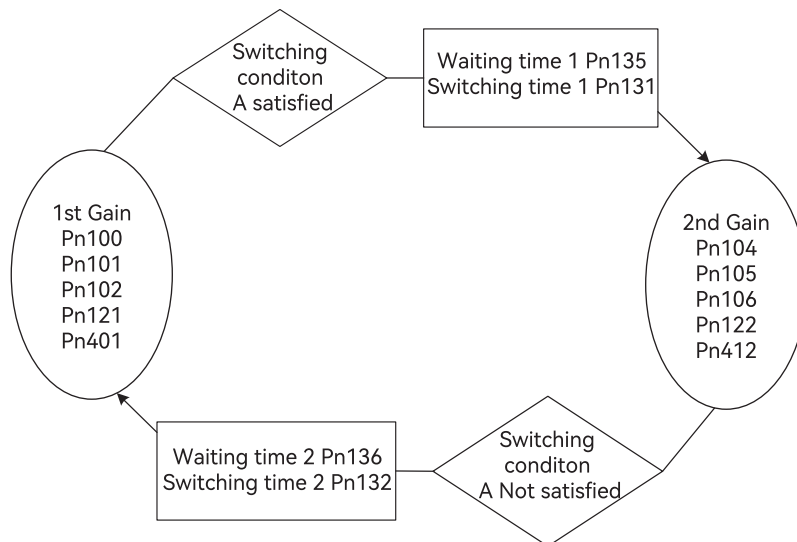 Switching
conditon
A satisfied
Waiting time 1 Pn135
Switching time 1 Pn131
1st Gain
Pn100
Pn101
Pn102
Pn121
Pn401
2nd Gain
Pn104
Pn105
Pn106
Pn122
Pn412
Waiting time 2 Pn136
Switching time 2 Pn132
Switching
conditon
A Not satisfied